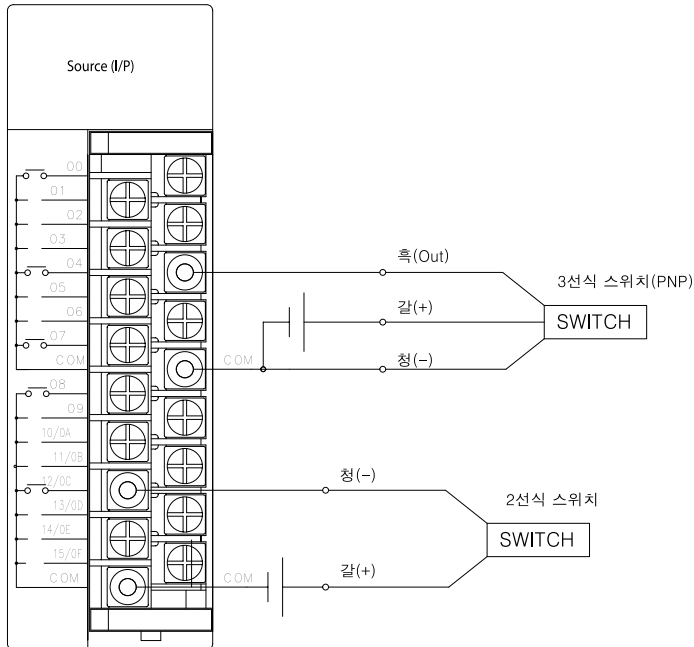 Source (I/P)
00
01
02
03
04
05
06
07
COM
08
09
10/0A
11/0B
12/0C
13/0D
14/0E
15/0F
COM
흑(Out)
3선식 스위치(PNP)
갈(+)
SWITCH
COM
청(-)
청(-)
2선식 스위치
SWITCH
COM
갈(+)